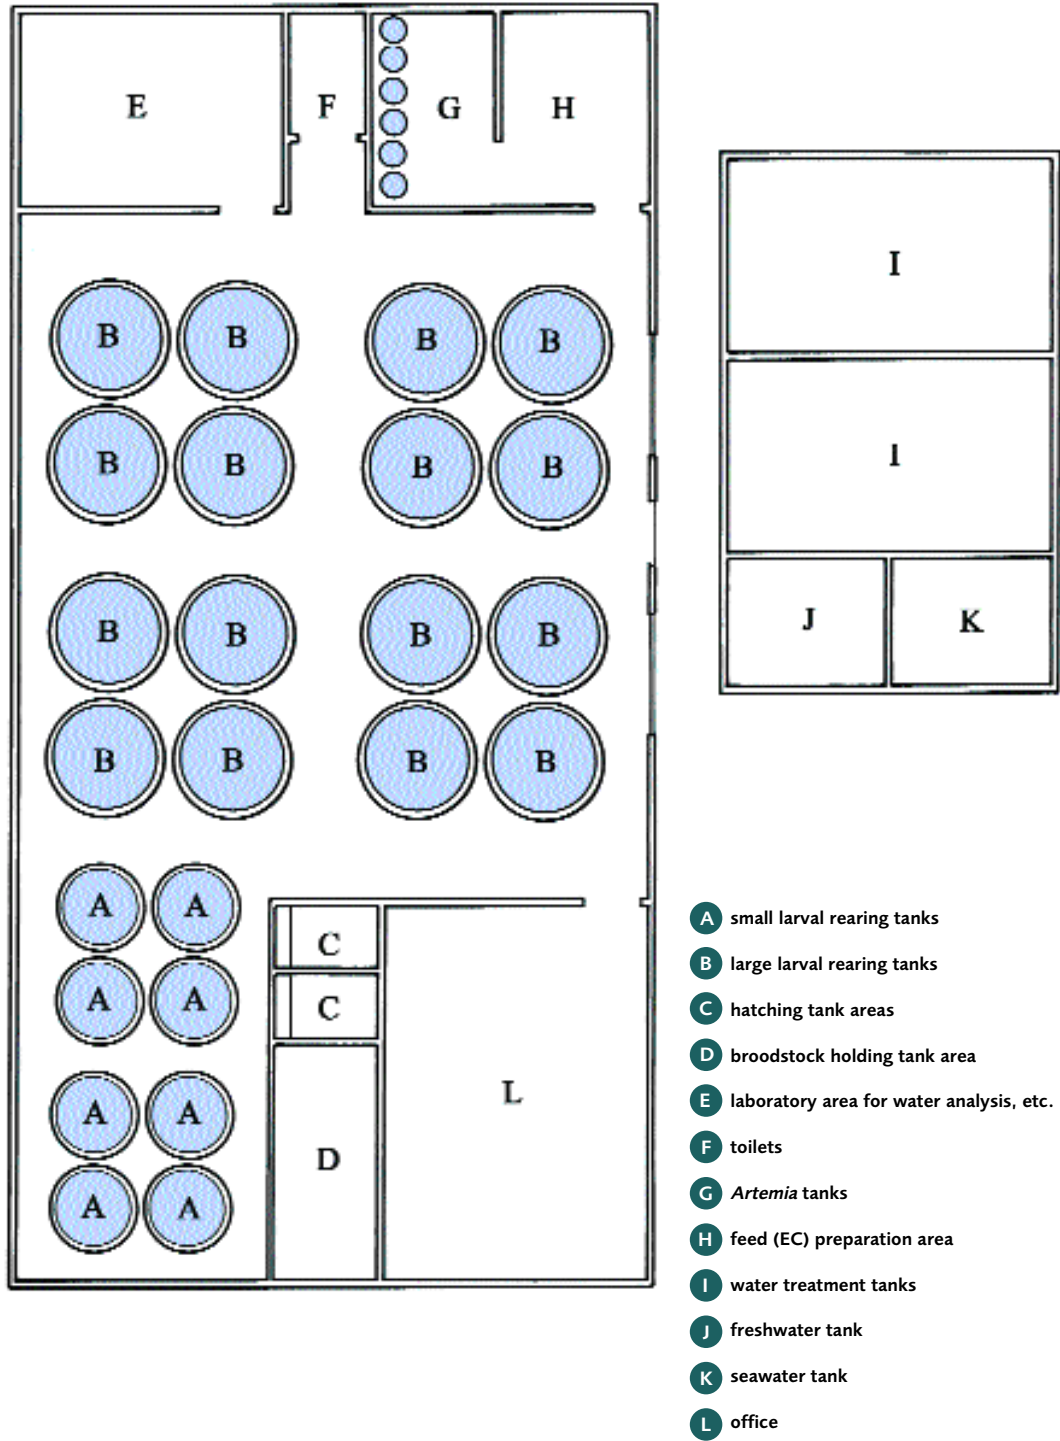 E F G H
I
B B B B
B B B B
I
B B B B
J K
B B B B
A A
C
A A
C
A A
L
D
A A
A small larval rearing tanks
B large larval rearing tanks
C hatching tank areas
D broodstock holding tank area
E laboratory area for water analysis, etc.
F toilets
G Artemia tanks
H feed (EC) preparation area
I water treatment tanks
J freshwater tank
K seawater tank
L office